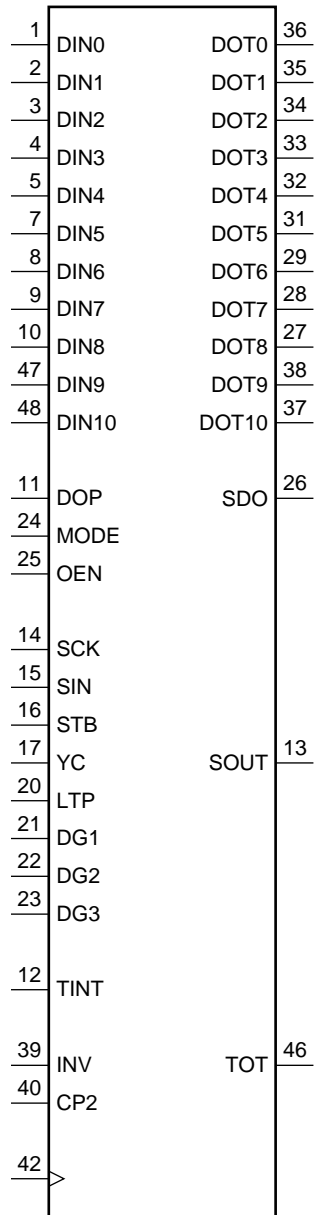 1 DIN0 DOT0 36
2 DIN1 DOT1 35
3 DIN2 DOT2 34
4 DIN3 DOT3 33
5 DIN4 DOT4 32
7 DIN5 DOT5 31
8 DIN6 DOT6 29
9 DIN7 DOT7 28
10 DIN8 DOT8 27
47 DIN9 DOT9 38
48 DIN10 DOT10 37
11 DOP SDO 26
24 MODE
25 OEN
14 SCK
15 SIN
16 STB
17 YC SOUT 13
20 LTP
21 DG1
22 DG2
23 DG3
12 TINT
39 INV TOT 46
40 CP2
42